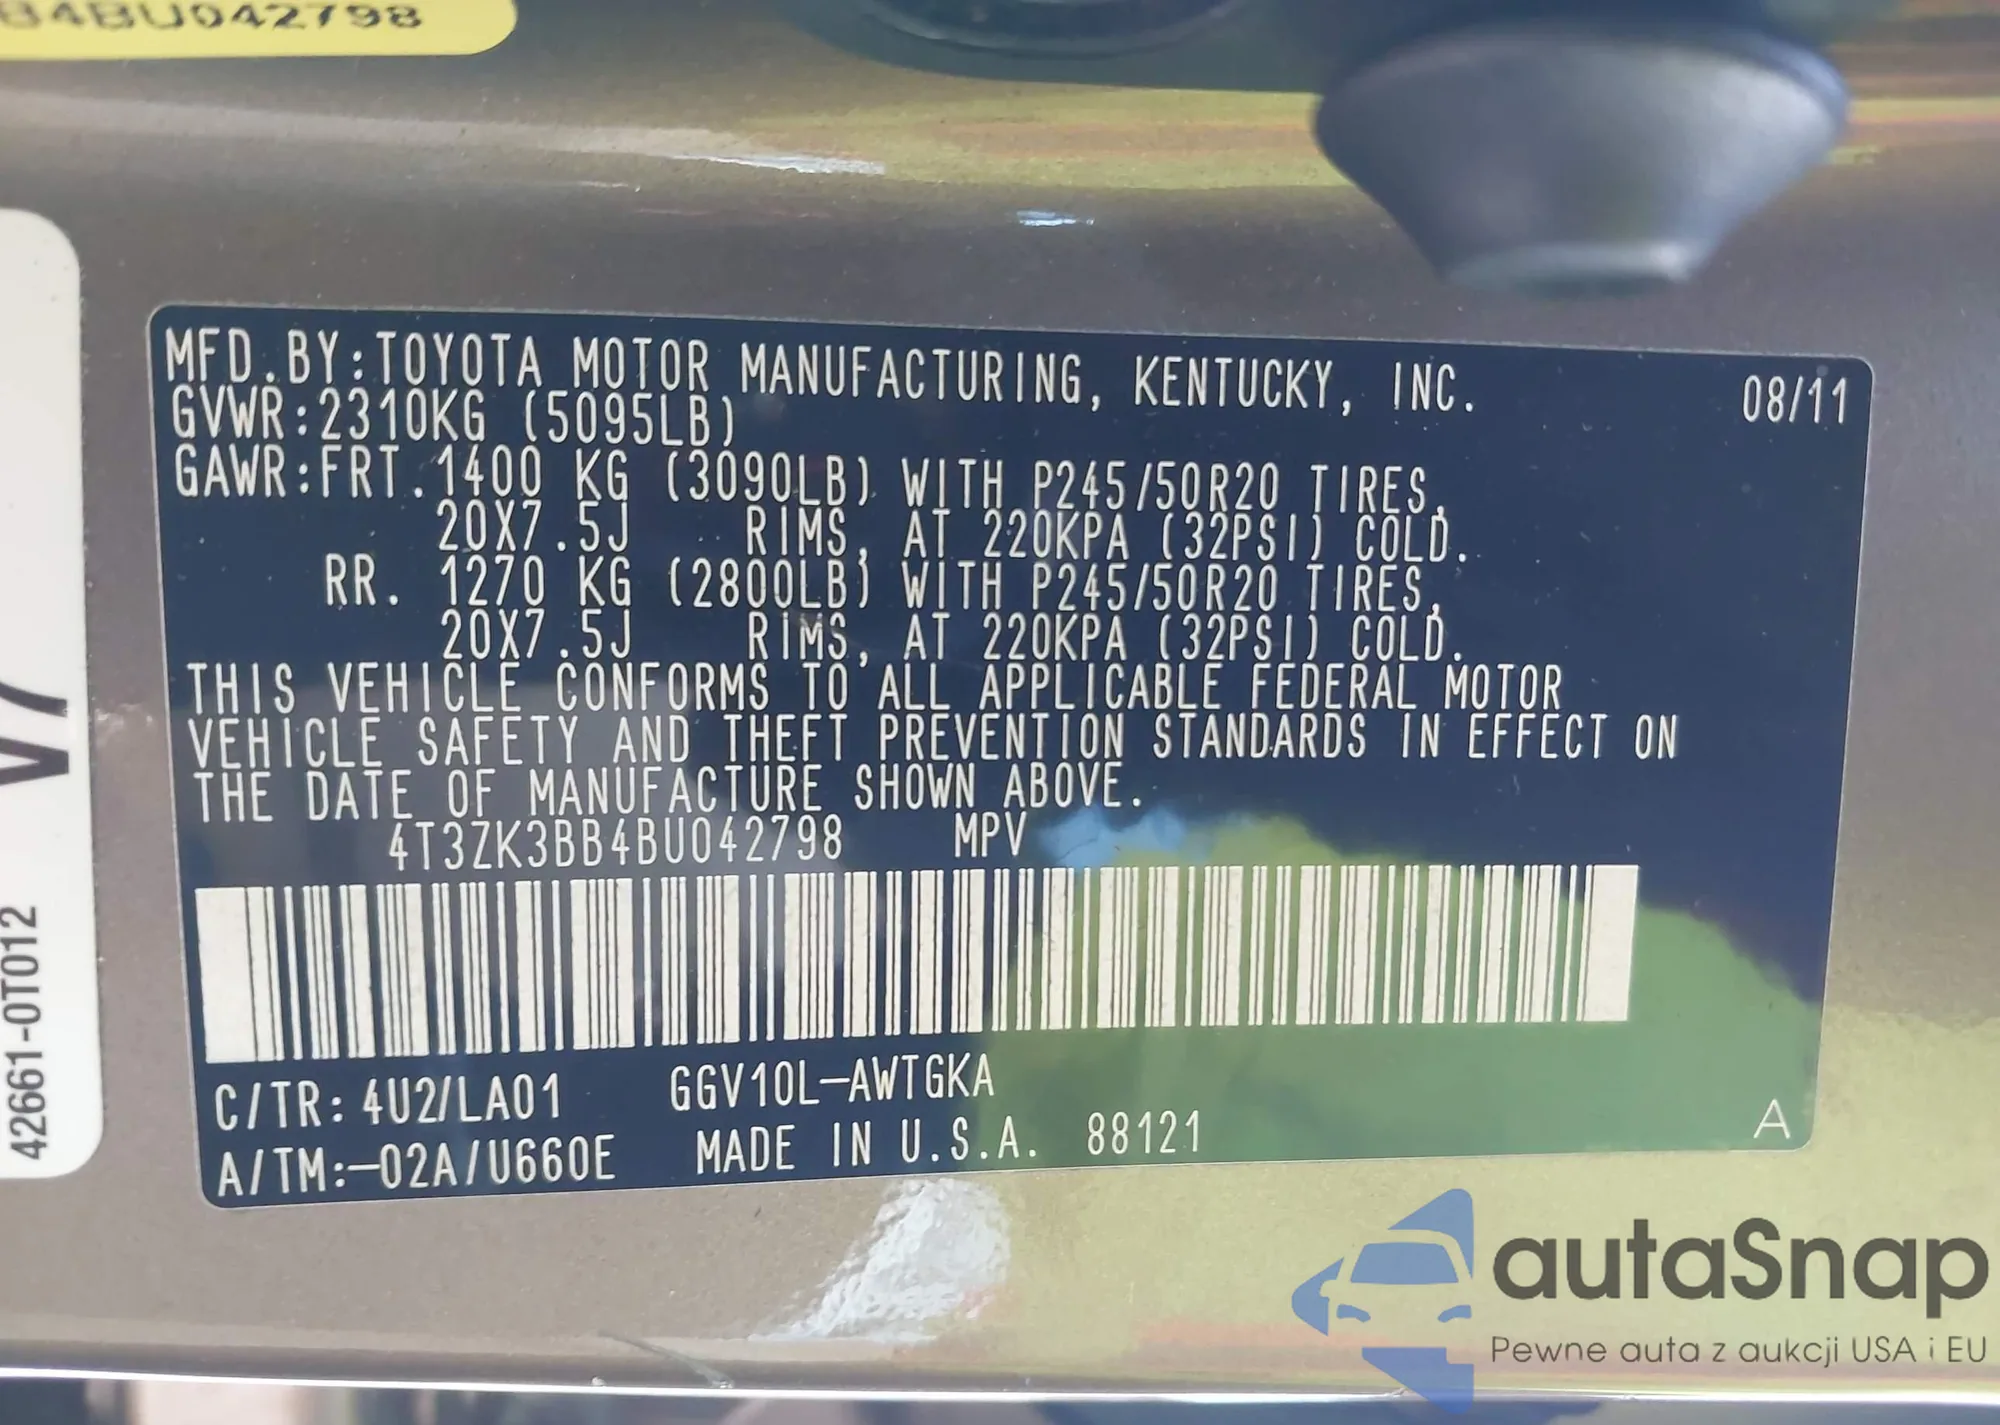 B4BU042798
MFD.BY:TOYOTA MOTOR MANUFACTURING, KENTUCKY, INC. 08/11
GVWR:2310KG (5095LB)
GAWR:FRT.1400 KG (3090LB) WITH P245/50R20 TIRES,
20X7.5J RIMS, AT 220KPA (32PSI) COLD.
RR. 1270 KG (2800LB) WITH P245/50R20 TIRES,
20X7.5J RIMS, AT 220KPA (32PSI) COLD.
THIS VEHICLE CONFORMS TO ALL APPLICABLE FEDERAL MOTOR
VEHICLE SAFETY AND THEFT PREVENTION STANDARDS IN EFFECT ON
THE DATE OF MANUFACTURE SHOWN ABOVE.
4T3ZK3BB4BU042798 MPV
C/TR: 4U2/LA01 GGV10L-AWTGKA
A/TM:-02A/U660E MADE IN U.S.A. 88121 A
42661-0T012
V7
autaSnap
Pewne auta z aukcji USA i EU